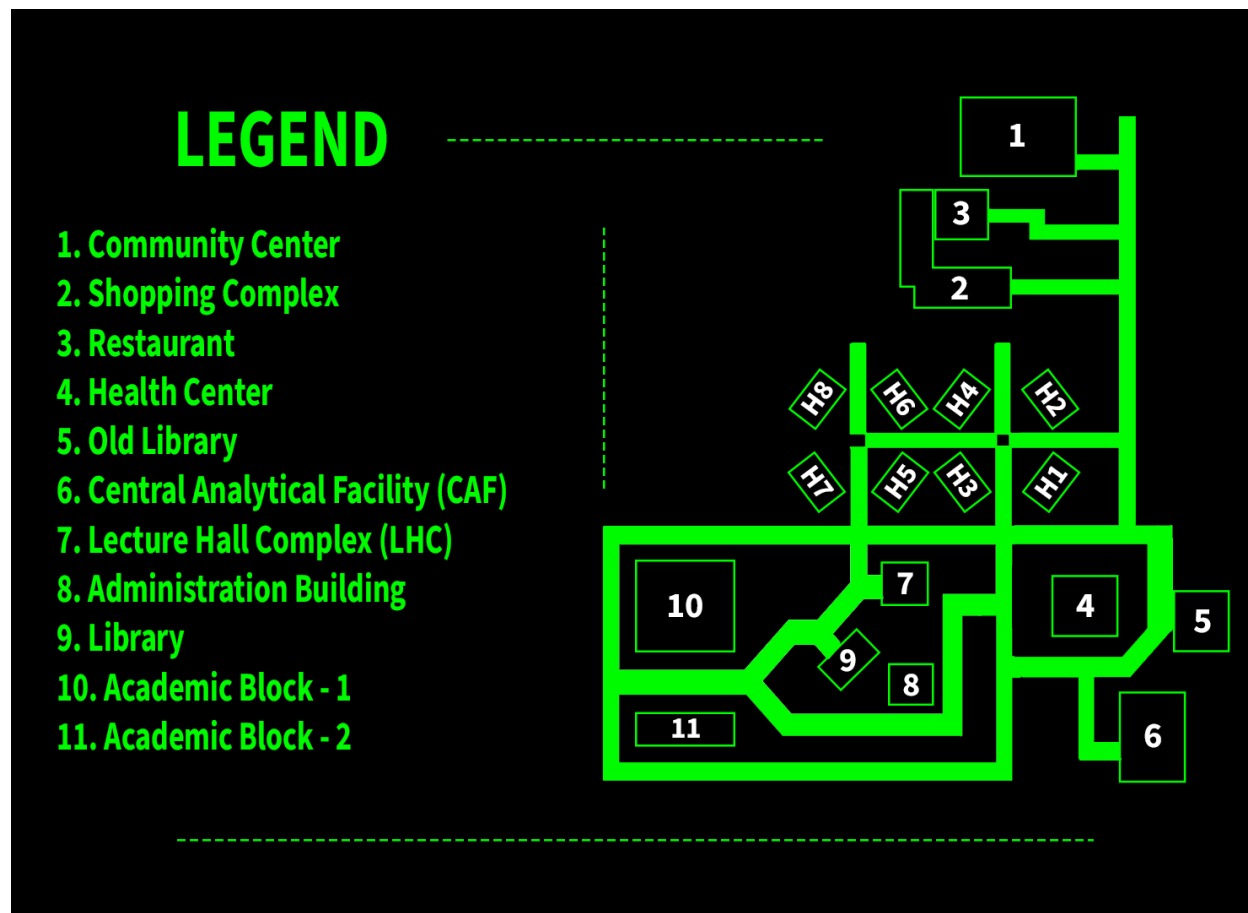 LEGEND
1. Community Center
2. Shopping Complex
3. Restaurant
4. Health Center
5. Old Library
6. Central Analytical Facility (CAF)
7. Lecture Hall Complex (LHC)
8. Administration Building
9. Library
10. Academic Block - 1
11. Academic Block - 2
1
3
2
H8
H6
H4
H2
H7
H5
H3
H1
10
7
4
5
9
8
11
6